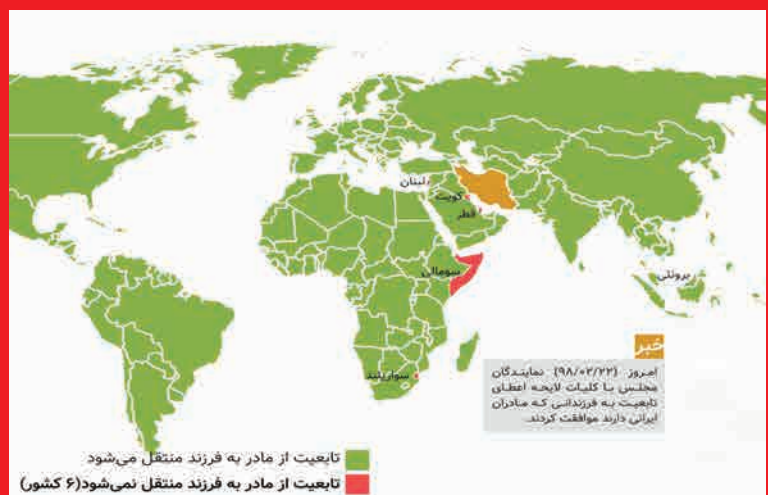 لبنان
کویت
قطر
سومالی
برونئی
سوازیلند
خبر
امروز (۹۸/۰۲/۲۲) نمایندگان
مجلس با کلیات لایحه اعطای
تابعیت به فرزندانی که مادران
ایرانی دارند موافقت کردند.
تابعیت از مادر به فرزند منتقل می‌شود
تابعیت از مادر به فرزند منتقل نمی‌شود(۶ کشور)